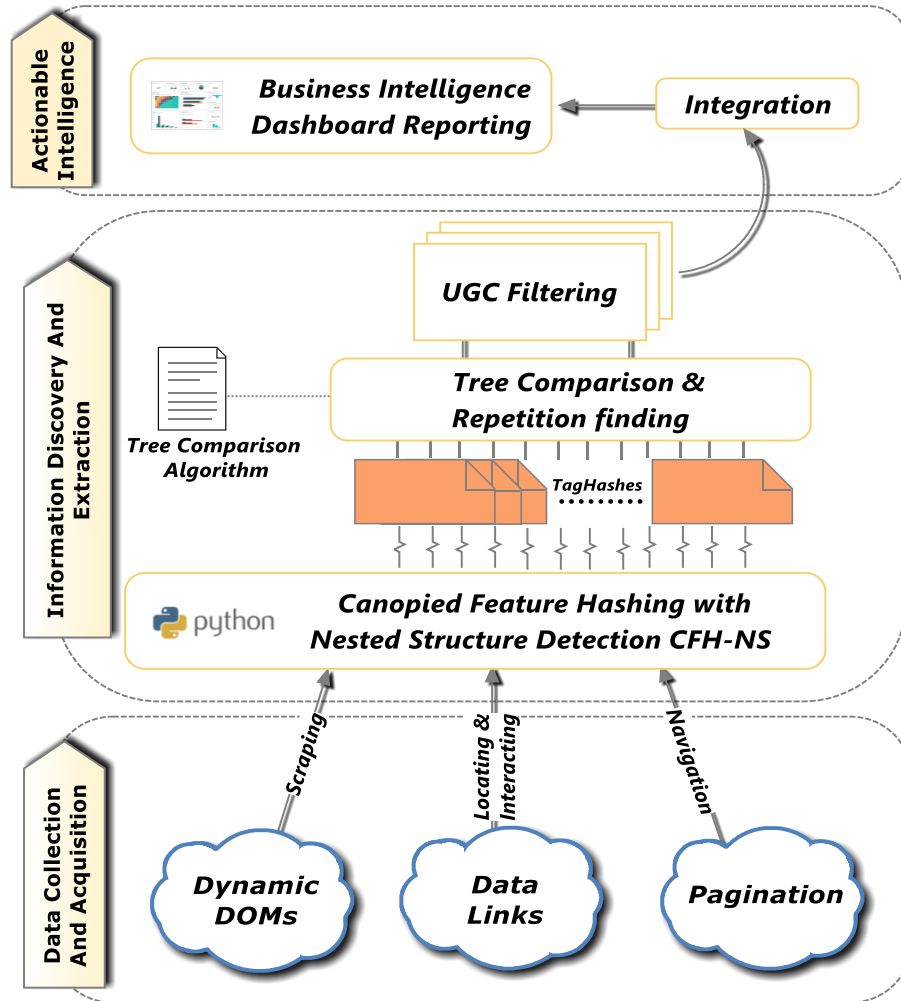 Actionable
Intelligence
Business Intelligence
Dashboard Reporting
Integration
Information Discovery And
Extraction
UGC Filtering
Tree Comparison &
Repetition finding
Tree Comparison
Algorithm
TagHashes
python
Canopied Feature Hashing with
Nested Structure Detection CFH-NS
Data Collection
And Acquisition
Scraping
Locating &
Interacting
Navigation
Dynamic
DOMs
Data
Links
Pagination